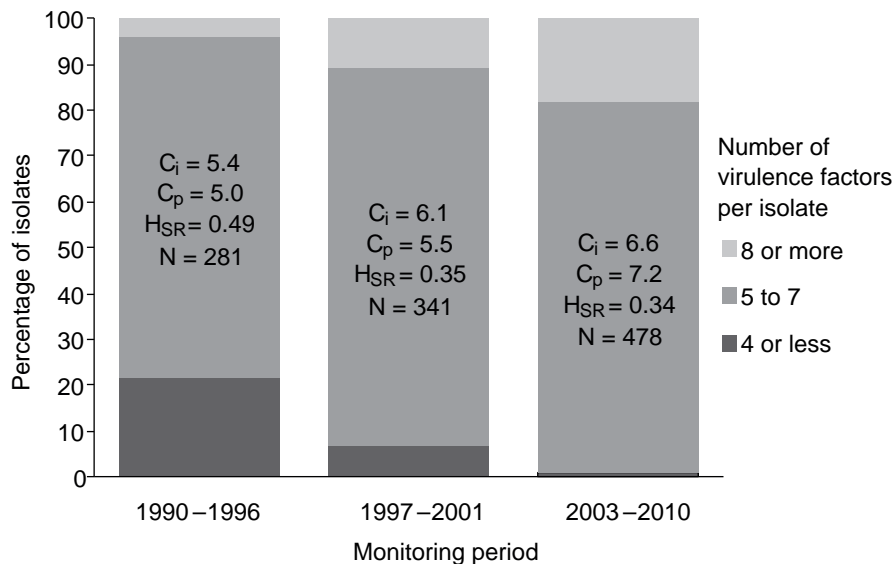 Percentage of isolates
100
90
80
70
60
50
40
30
20
10
0
Ci = 5.4
Cp = 5.0
HSR = 0.49
N = 281
Ci = 6.1
Cp = 5.5
HSR = 0.35
N = 341
Ci = 6.6
Cp = 7.2
HSR = 0.34
N = 478
1990–1996
1997–2001
2003–2010
Monitoring period
Number of
virulence factors
per isolate
8 or more
5 to 7
4 or less